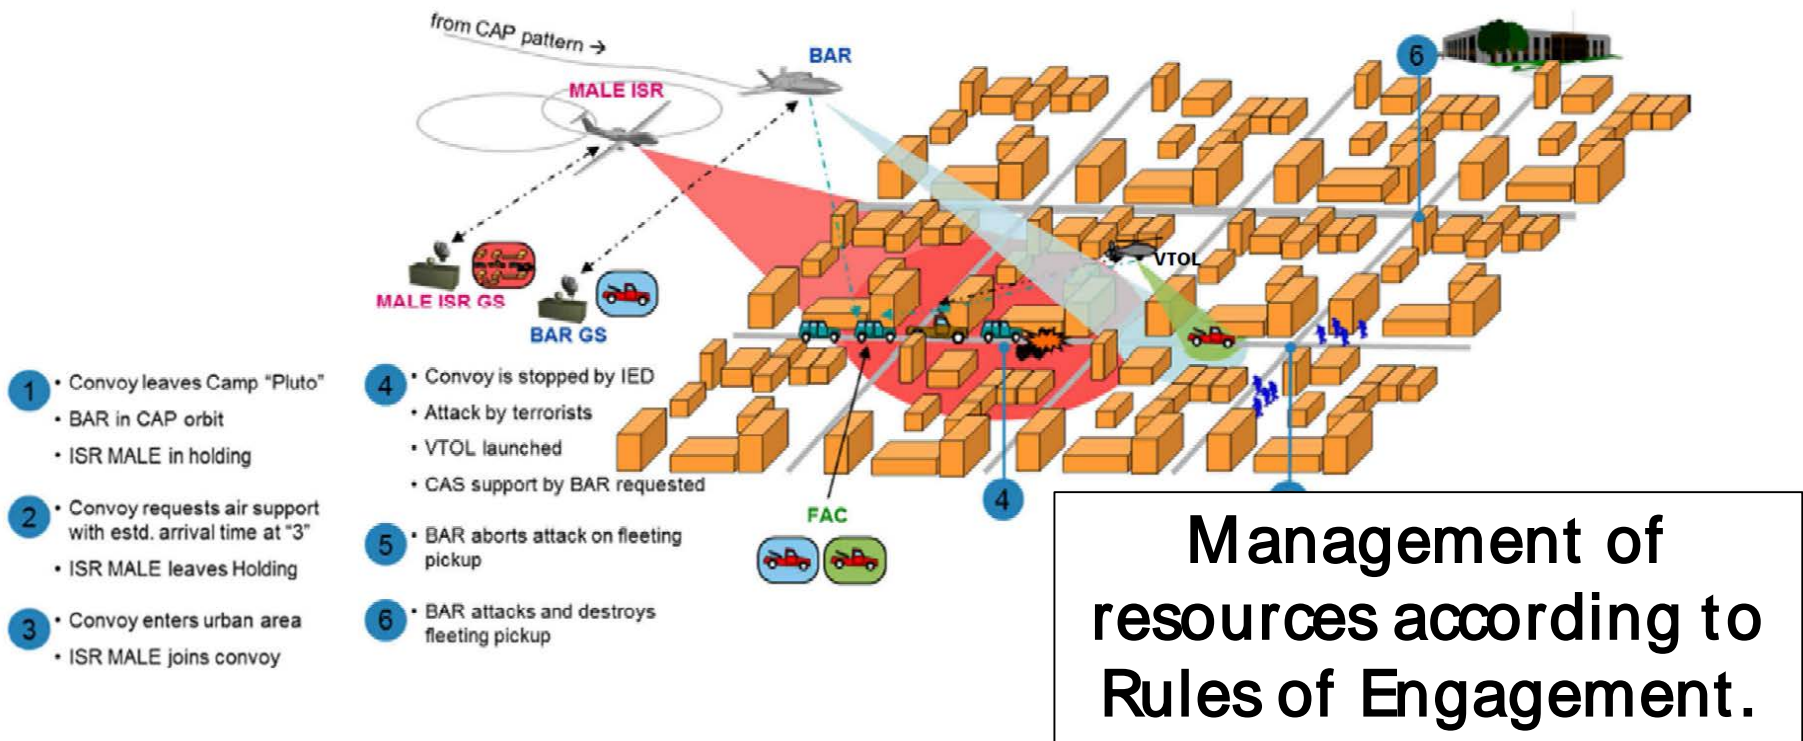 from CAP pattern →
BAR
MALE ISR
6
VTOL
MALE ISR GS
BAR GS
1
• Convoy leaves Camp “Pluto”
• BAR in CAP orbit
• ISR MALE in holding
2
• Convoy requests air support
with estd. arrival time at “3”
• ISR MALE leaves Holding
3
• Convoy enters urban area
• ISR MALE joins convoy
4
• Convoy is stopped by IED
• Attack by terrorists
• VTOL launched
• CAS support by BAR requested
5
• BAR aborts attack on fleeting
pickup
6
• BAR attacks and destroys
fleeting pickup
FAC
4
Management of
resources according to
Rules of Engagement.